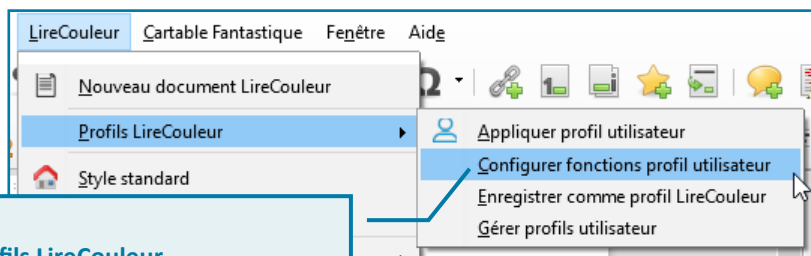 LireCouleur Cartable Fantastique Fenêtre Aide
Nouveau document LireCouleur
Profils LireCouleur
Appliquer profil utilisateur
Configurer fonctions profil utilisateur
Style standard
Enregistrer comme profil LireCouleur
Gérer profils utilisateur
LireCouleur